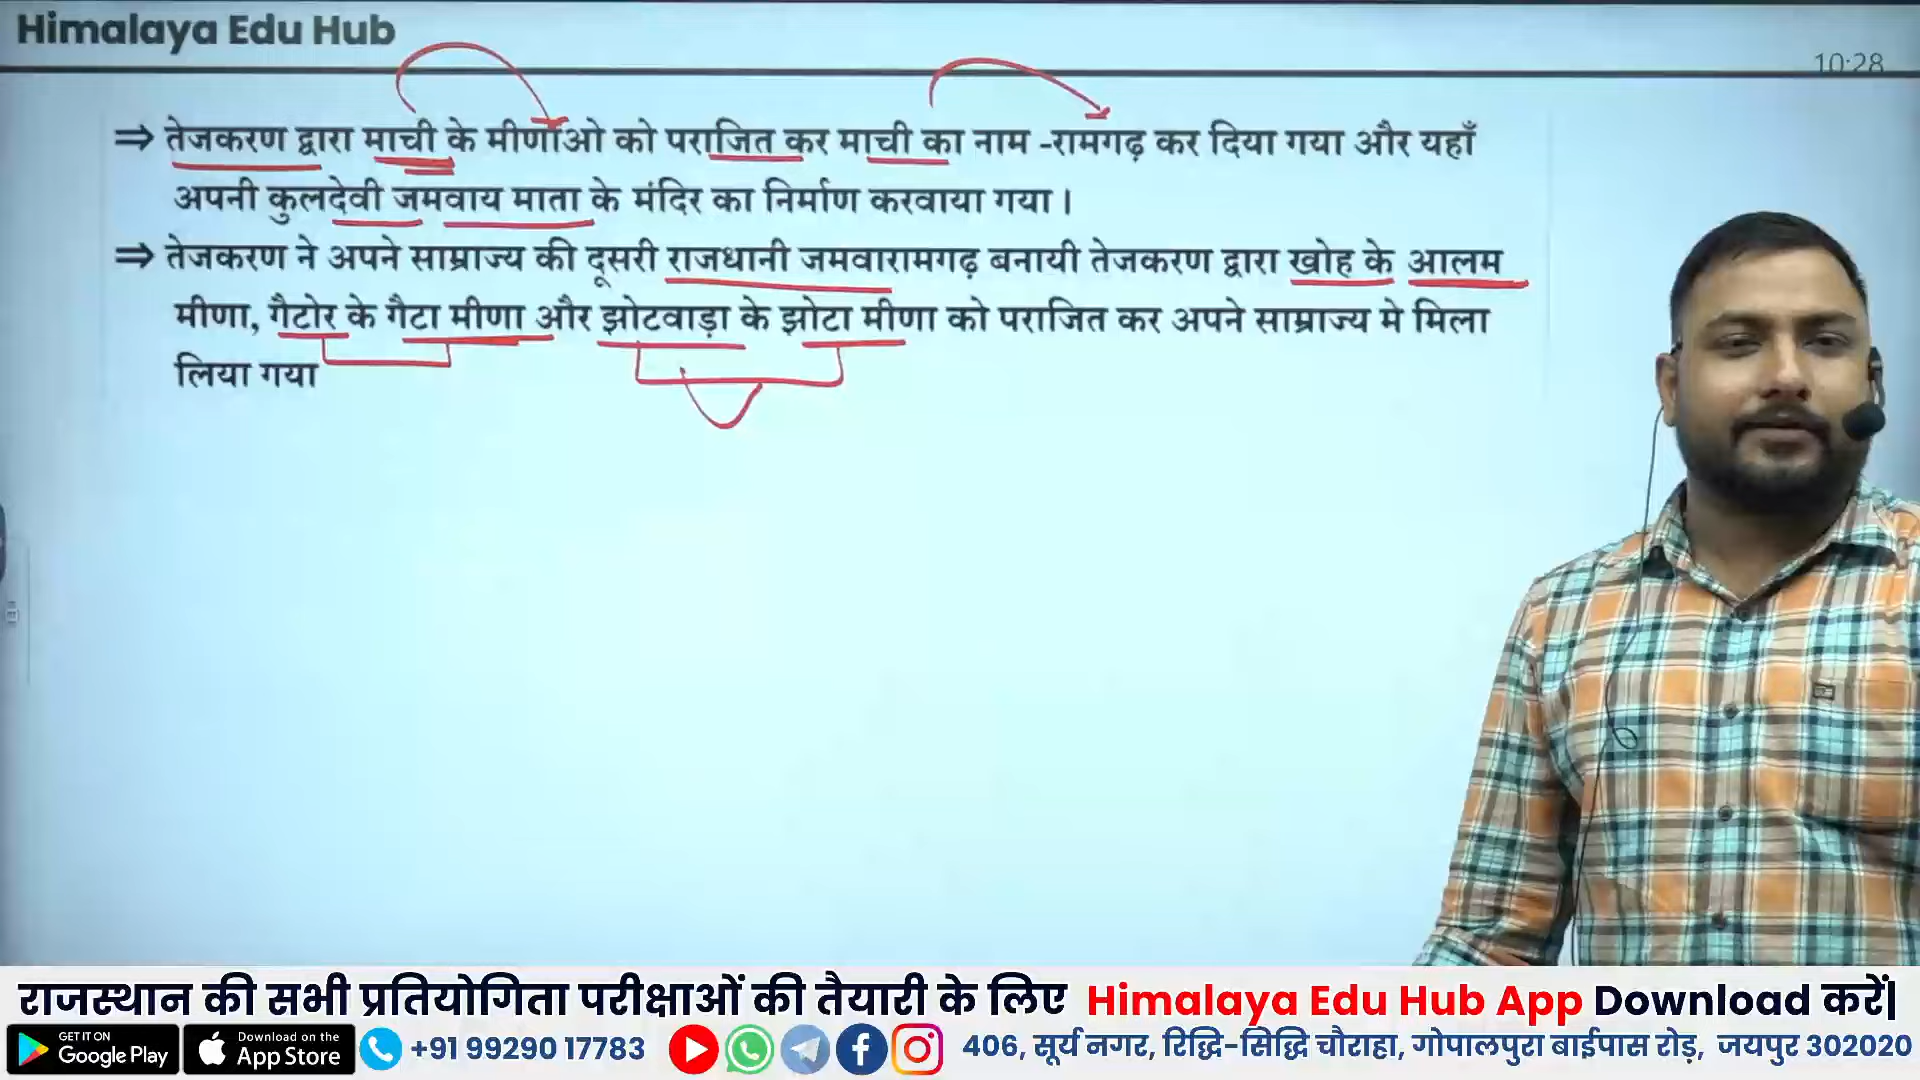 Himalaya Edu Hub
10:28
⇒ तेजकरण द्वारा माची के मीणाओ को पराजित कर माची का नाम -रामगढ़ कर दिया गया और यहाँ
अपनी कुलदेवी जमवाय माता के मंदिर का निर्माण करवाया गया ।
⇒ तेजकरण ने अपने साम्राज्य की दूसरी राजधानी जमवारामगढ़ बनायी तेजकरण द्वारा खोह के आलम
मीणा, गैटोर के गैटा मीणा और झोटवाड़ा के झोटा मीणा को पराजित कर अपने साम्राज्य मे मिला
लिया गया
राजस्थान की सभी प्रतियोगिता परीक्षाओं की तैयारी के लिए Himalaya Edu Hub App Download करें|
GET IT ON Google Play Download on the App Store +91 99290 17783 406, सूर्य नगर, रिद्धि-सिद्धि चौराहा, गोपालपुरा बाईपास रोड़, जयपुर 302020